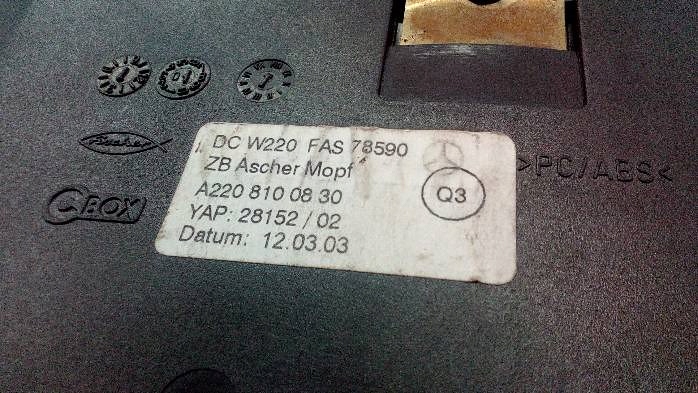 fischer
C-BOX
DC W220 FAS 78590
ZB Ascher Mopf
A220 810 08 30
YAP: 28152 / 02
Datum: 12.03.03
Q3
>PC/ABS<